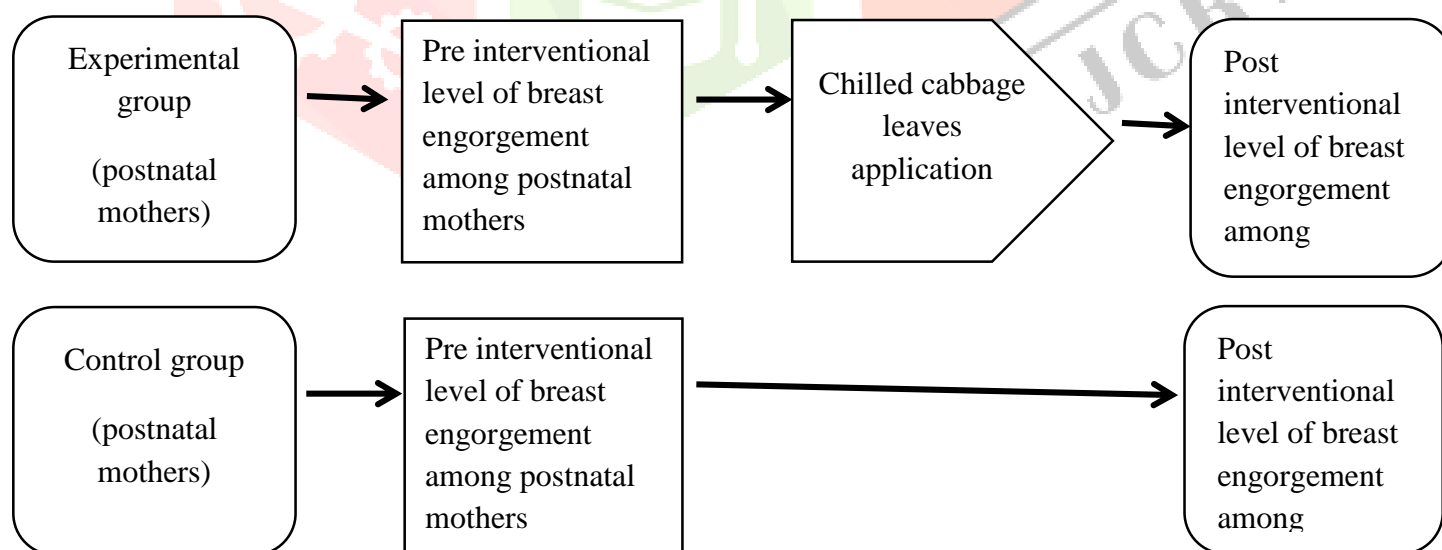 Experimental
group
(postnatal
mothers)
Pre interventional
level of breast
engorgement
among postnatal
mothers
Chilled cabbage
leaves
application
Post
interventional
level of breast
engorgement
among
Control group
(postnatal
mothers)
Pre interventional
level of breast
engorgement
among postnatal
mothers
Post
interventional
level of breast
engorgement
among